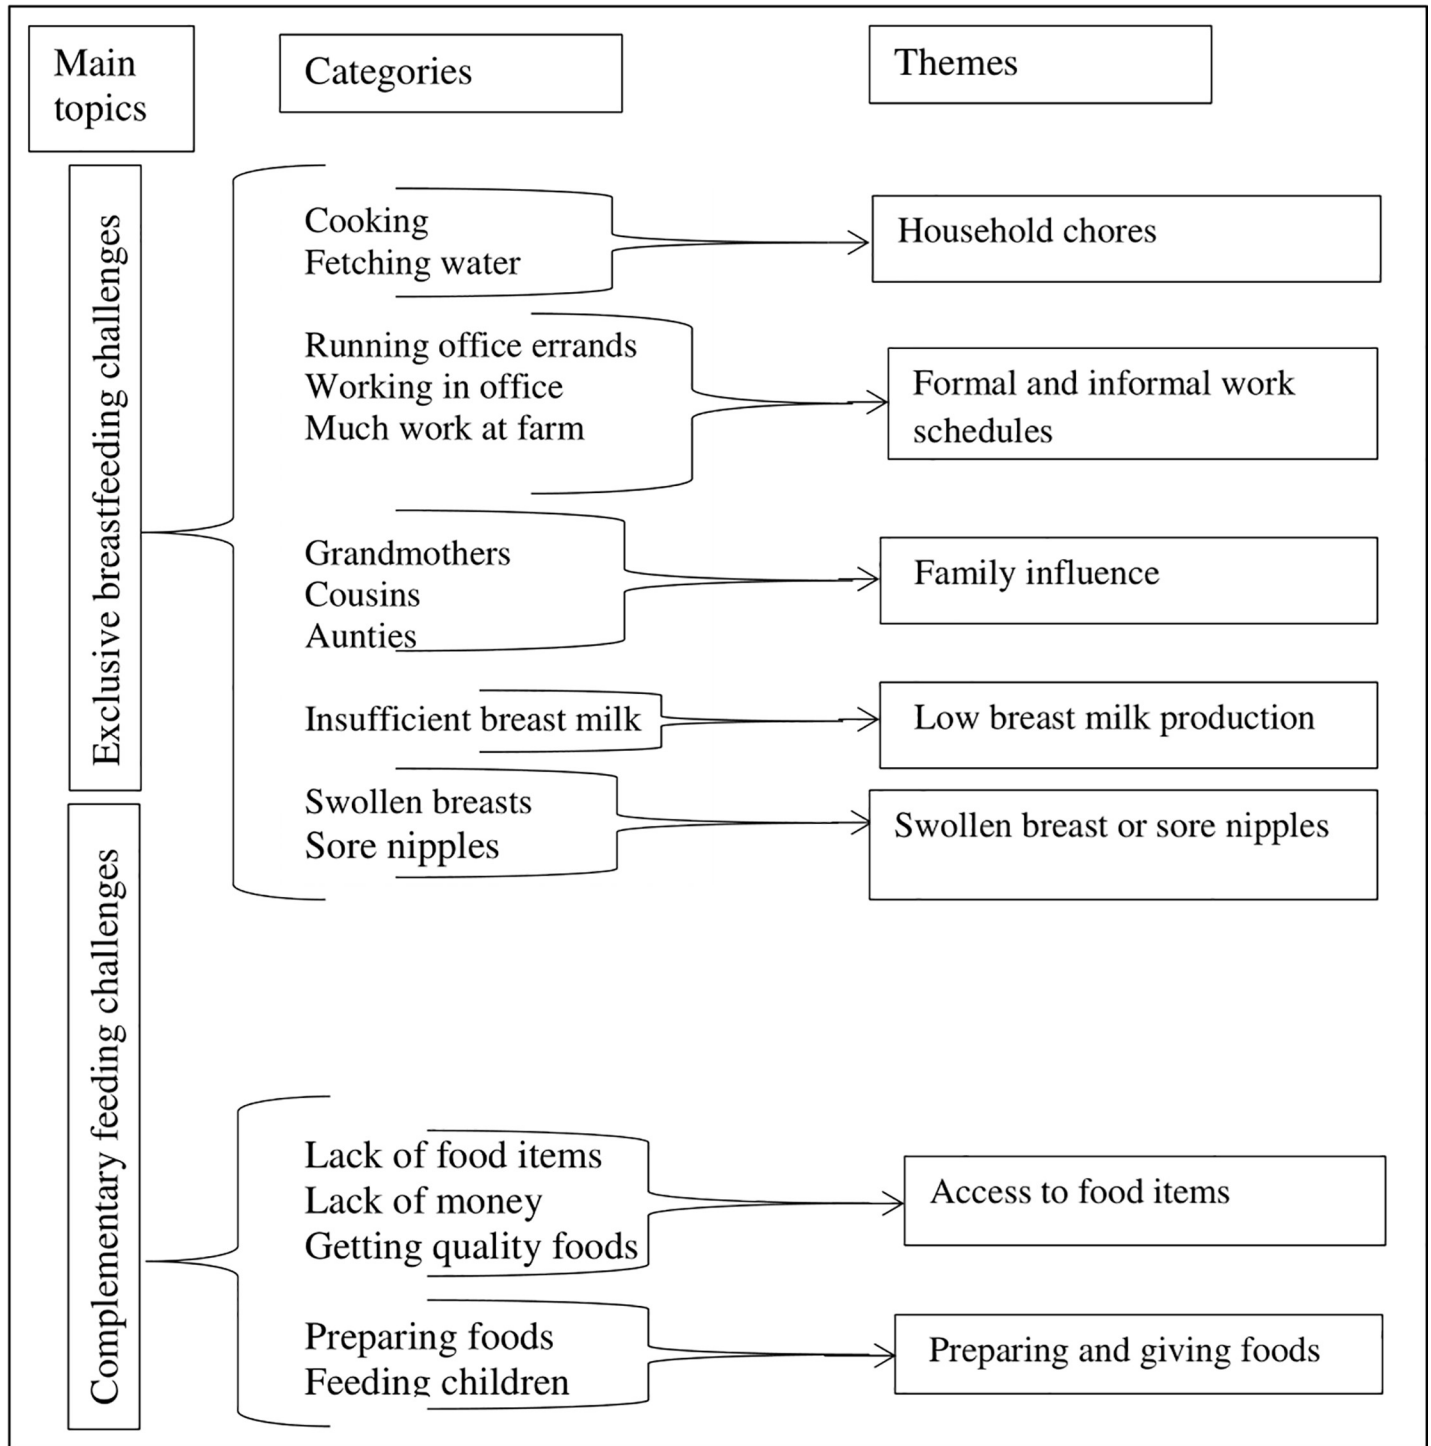 Main
topics
Categories
Themes
Exclusive breastfeeding challenges
Cooking
Fetching water
Household chores
Running office errands
Working in office
Much work at farm
Formal and informal work
schedules
Grandmothers
Cousins
Aunties
Family influence
Insufficient breast milk
Low breast milk production
Swollen breasts
Sore nipples
Swollen breast or sore nipples
Complementary feeding challenges
Lack of food items
Lack of money
Getting quality foods
Access to food items
Preparing foods
Feeding children
Preparing and giving foods